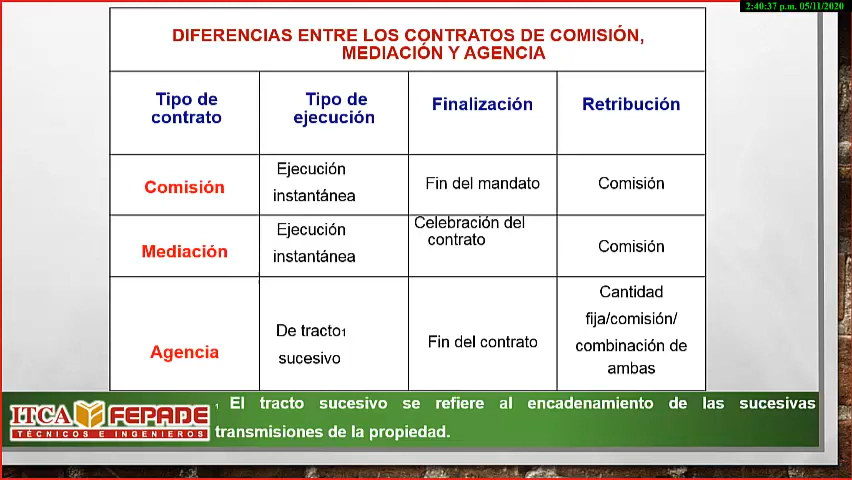 2:40:37 p.m. 05/11/2020
DIFERENCIAS ENTRE LOS CONTRATOS DE COMISIÓN,
MEDIACIÓN Y AGENCIA
Tipo de
contrato
Tipo de
ejecución
Finalización
Retribución
Comisión
Ejecución
instantánea
Fin del mandato
Comisión
Mediación
Ejecución
instantánea
Celebración del
contrato
Comisión
Agencia
De tracto1
sucesivo
Fin del contrato
Cantidad
fija/comisión/
combinación de
ambas
ITCA FEPADE
TÉCNICOS E INGENIEROS
1 El tracto sucesivo se refiere al encadenamiento de las sucesivas
transmisiones de la propiedad.